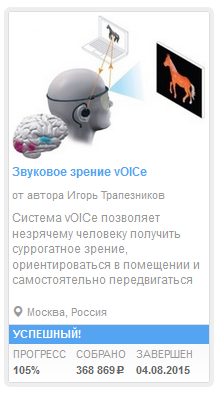 Звуковое зрение vOICe
от автора Игорь Трапезников
Система vOICe позволяет
незрячему человеку получить
суррогатное зрение,
ориентироваться в помещении и
самостоятельно передвигаться
Москва, Россия
УСПЕШНЫЙ!
ПРОГРЕСС СОБРАНО ЗАВЕРШЕН
105% 368 869 ₽ 04.08.2015